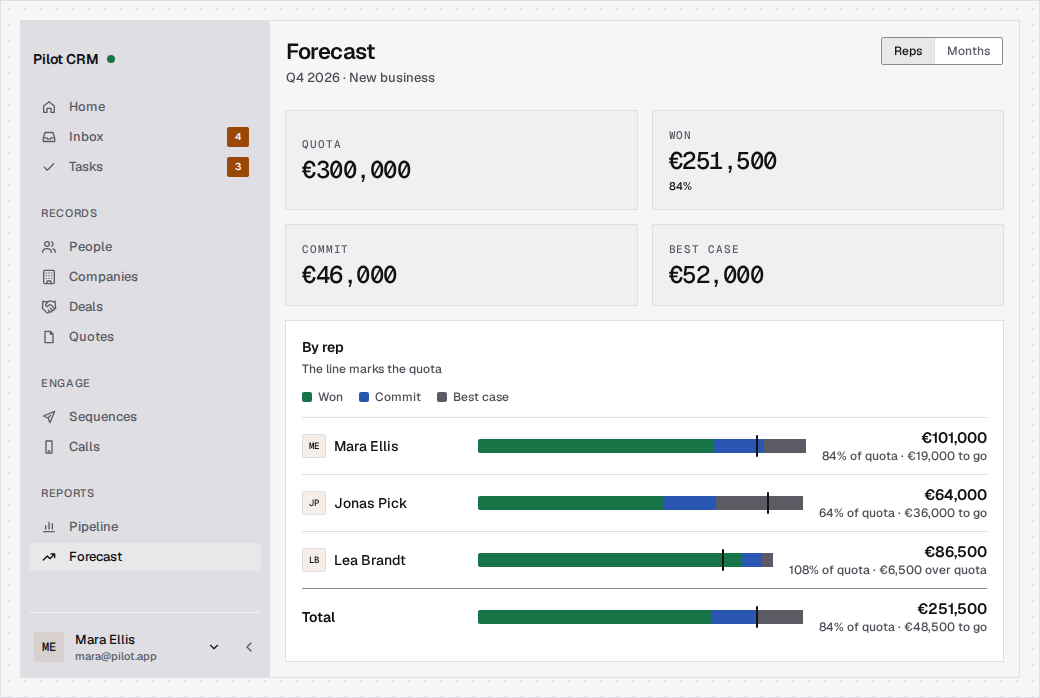 Pilot CRM
Home
Inbox 4
Tasks 3
RECORDS
People
Companies
Deals
Quotes
ENGAGE
Sequences
Calls
REPORTS
Pipeline
Forecast
ME Mara Ellis
mara@pilot.app
Forecast
Q4 2026 · New business
Reps Months
QUOTA
€300,000
WON
€251,500
84%
COMMIT
€46,000
BEST CASE
€52,000
By rep
The line marks the quota
Won Commit Best case
ME Mara Ellis €101,000
84% of quota · €19,000 to go
JP Jonas Pick €64,000
64% of quota · €36,000 to go
LB Lea Brandt €86,500
108% of quota · €6,500 over quota
Total €251,500
84% of quota · €48,500 to go